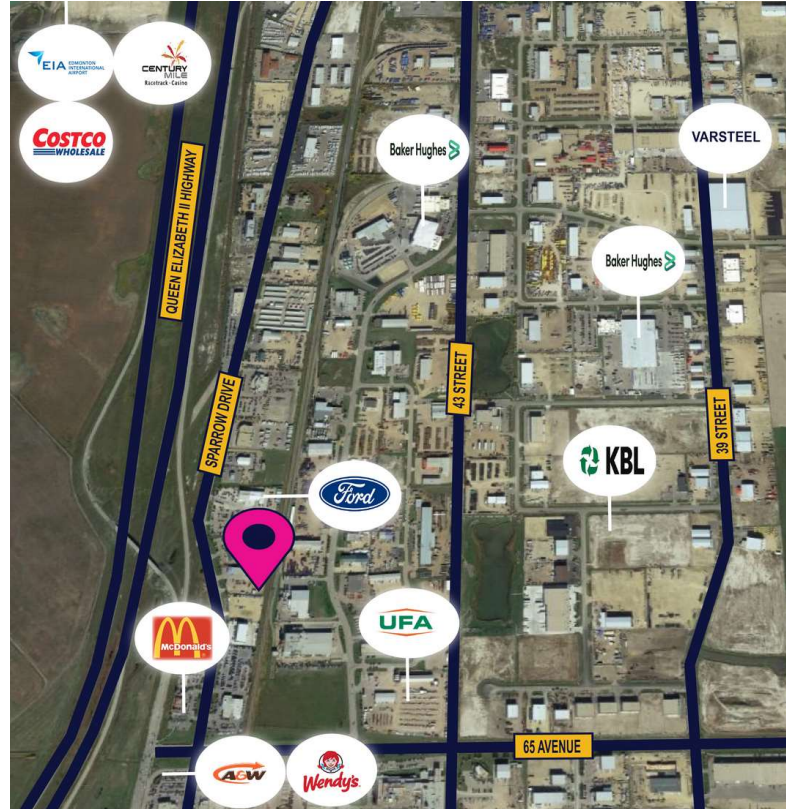 EIA EDMONTON
INTERNATIONAL
AIRPORT
CENTURY
MILE
Racetrack · Casino
COSTCO
WHOLESALE
QUEEN ELIZABETH II HIGHWAY
Baker Hughes
VARSTEEL
Baker Hughes
SPARROW DRIVE
43 STREET
39 STREET
KBL
Ford
McDonald's
UFA
65 AVENUE
A&W
Wendy's